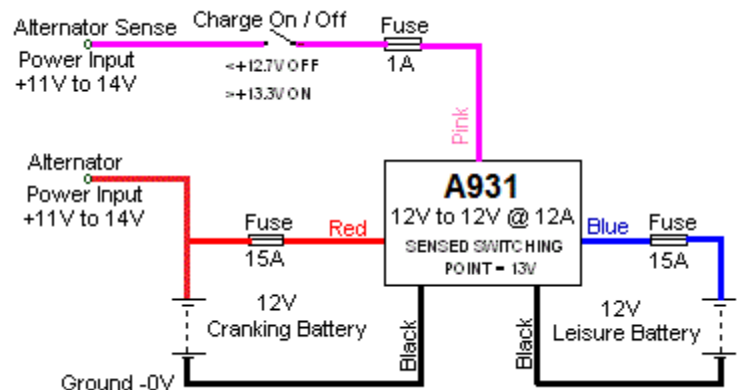 Alternator Sense
Power Input
+11V to 14V
Charge On / Off
<+12.7V OFF
>+13.3V ON
Fuse
1A
Pink
Alternator
Power Input
+11V to 14V
Fuse
15A
Red
A931
12V to 12V @ 12A
SENSED SWITCHING
POINT = 13V
Blue
Fuse
15A
12V
Cranking Battery
Black
Black
12V
Leisure Battery
Ground -0V